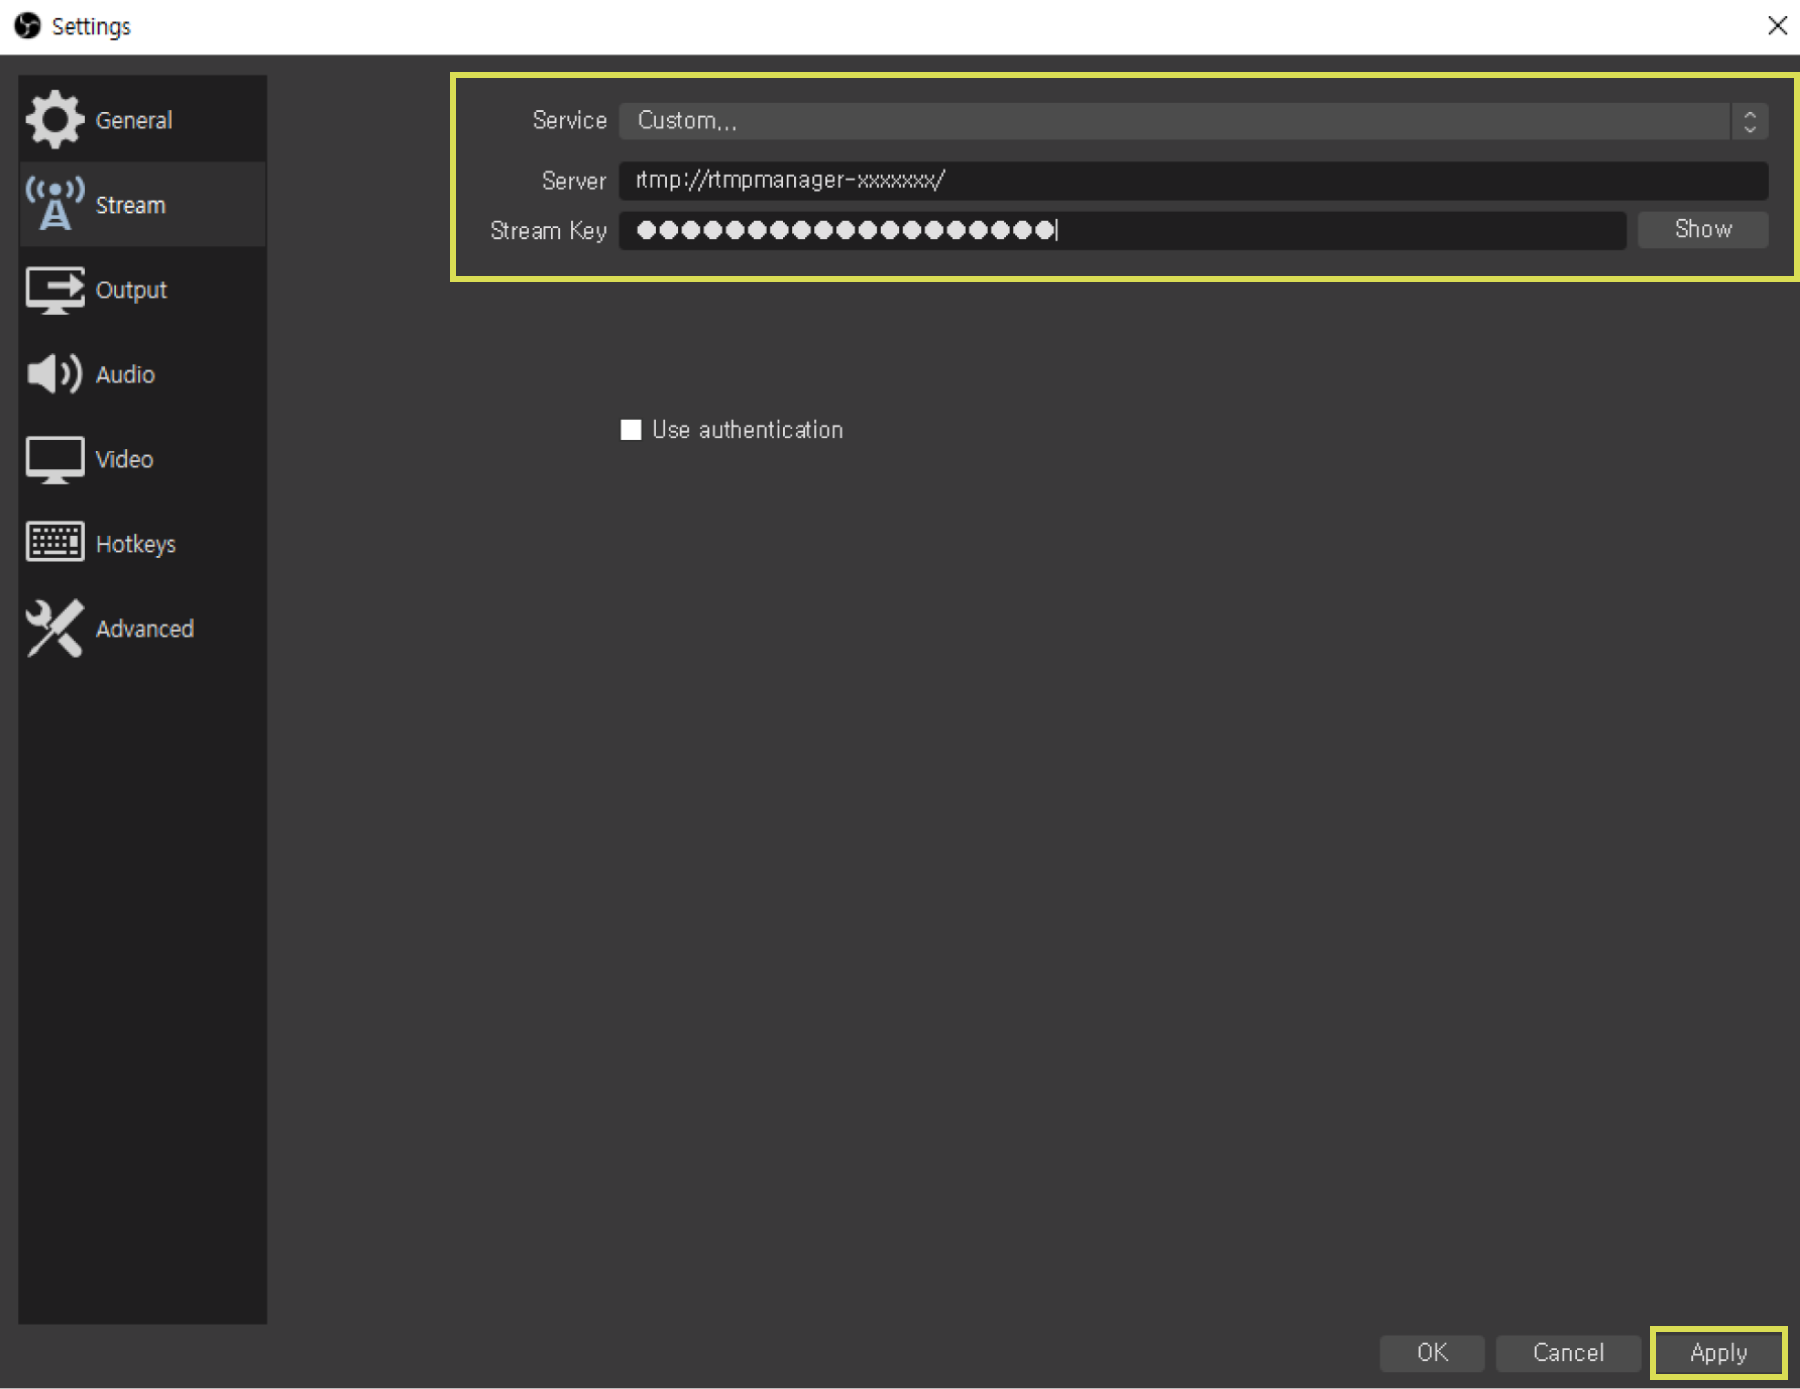 Settings
General
Stream
Output
Audio
Video
Hotkeys
Advanced
Service Custom...
Server rtmp://rtmpmanager-xxxxxxx/
Stream Key ●●●●●●●●●●●●●●●●●●● Show
Use authentication
OK Cancel Apply